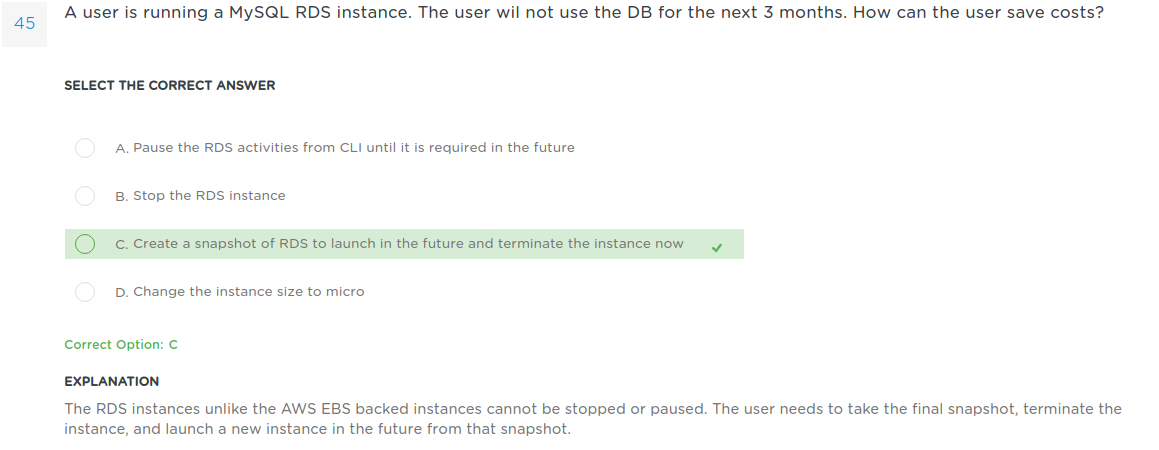 45
A user is running a MySQL RDS instance. The user wil not use the DB for the next 3 months. How can the user save costs?
SELECT THE CORRECT ANSWER
A. Pause the RDS activities from CLI until it is required in the future
B. Stop the RDS instance
C. Create a snapshot of RDS to launch in the future and terminate the instance now
D. Change the instance size to micro
Correct Option: C
EXPLANATION
The RDS instances unlike the AWS EBS backed instances cannot be stopped or paused. The user needs to take the final snapshot, terminate the
instance, and launch a new instance in the future from that snapshot.